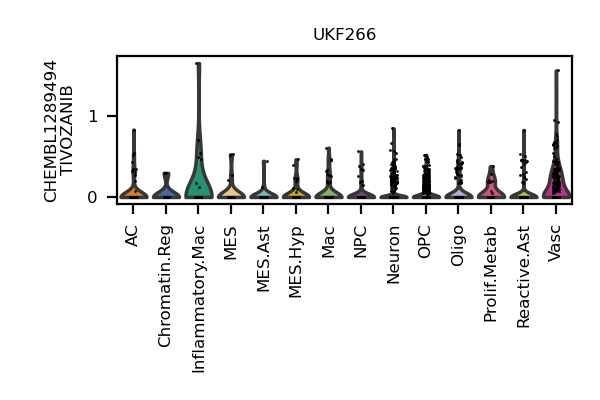 UKF266
CHEMBL1289494
TIVOZANIB
1
0
AC
Chromatin.Reg
Inflammatory.Mac
MES
MES.Ast
MES.Hyp
Mac
NPC
Neuron
OPC
Oligo
Prolif.Metab
Reactive.Ast
Vasc